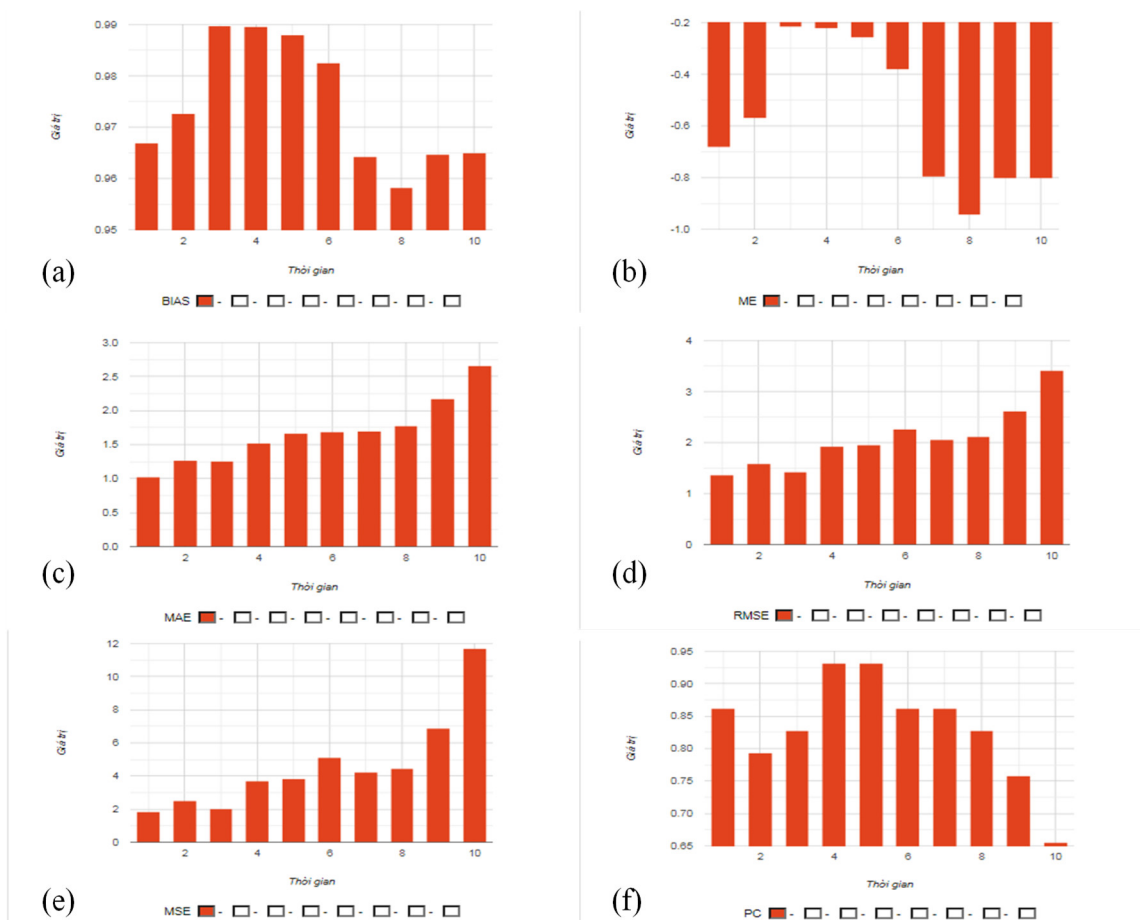 0.99
0.98
0.97
0.96
0.95
Giá trị
2 4 6 8 10
Thời gian
(a)
BIAS - - - - - - -
-0.2
-0.4
-0.6
-0.8
-1.0
Giá trị
2 4 6 8 10
Thời gian
(b)
ME - - - - - - -
3.0
2.5
2.0
1.5
1.0
0.5
0.0
Giá trị
2 4 6 8 10
Thời gian
(c)
MAE - - - - - - -
4
3
2
1
0
Giá trị
2 4 6 8 10
Thời gian
(d)
RMSE - - - - - - -
12
10
8
6
4
2
0
Giá trị
2 4 6 8 10
Thời gian
(e)
MSE - - - - - - -
0.95
0.90
0.85
0.80
0.75
0.70
0.65
Giá trị
2 4 6 8 10
Thời gian
(f)
PC - - - - - - -